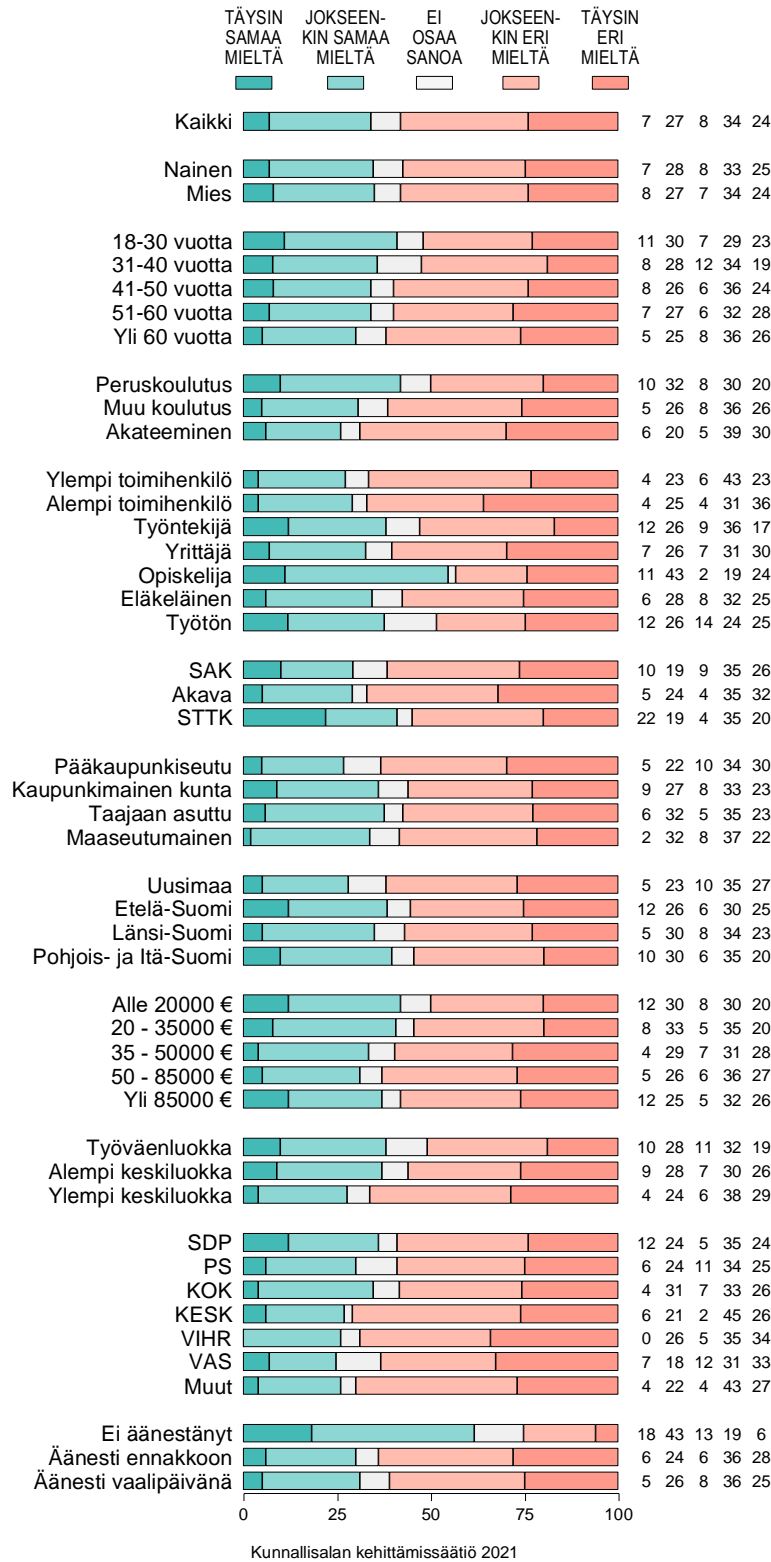 TÄYSIN JOKSEEN- EI JOKSEEN- TÄYSIN
SAMAA KIN SAMAA OSAA KIN ERI ERI
MIELTÄ MIELTÄ SANOA MIELTÄ MIELTÄ
Kaikki 7 27 8 34 24
Nainen 7 28 8 33 25
Mies 8 27 7 34 24
18-30 vuotta 11 30 7 29 23
31-40 vuotta 8 28 12 34 19
41-50 vuotta 8 26 6 36 24
51-60 vuotta 7 27 6 32 28
Yli 60 vuotta 5 25 8 36 26
Peruskoulutus 10 32 8 30 20
Muu koulutus 5 26 8 36 26
Akateeminen 6 20 5 39 30
Ylempi toimihenkilö 4 23 6 43 23
Alempi toimihenkilö 4 25 4 31 36
Työntekijä 12 26 9 36 17
Yrittäjä 7 26 7 31 30
Opiskelija 11 43 2 19 24
Eläkeläinen 6 28 8 32 25
Työtön 12 26 14 24 25
SAK 10 19 9 35 26
Akava 5 24 4 35 32
STTK 22 19 4 35 20
Pääkaupunkiseutu 5 22 10 34 30
Kaupunkimainen kunta 9 27 8 33 23
Taajaan asuttu 6 32 5 35 23
Maaseutumainen 2 32 8 37 22
Uusimaa 5 23 10 35 27
Etelä-Suomi 12 26 6 30 25
Länsi-Suomi 5 30 8 34 23
Pohjois- ja Itä-Suomi 10 30 6 35 20
Alle 20000 € 12 30 8 30 20
20 - 35000 € 8 33 5 35 20
35 - 50000 € 4 29 7 31 28
50 - 85000 € 5 26 6 36 27
Yli 85000 € 12 25 5 32 26
Työväenluokka 10 28 11 32 19
Alempi keskiluokka 9 28 7 30 26
Ylempi keskiluokka 4 24 6 38 29
SDP 12 24 5 35 24
PS 6 24 11 34 25
KOK 4 31 7 33 26
KESK 6 21 2 45 26
VIHR 0 26 5 35 34
VAS 7 18 12 31 33
Muut 4 22 4 43 27
Ei äänestänyt 18 43 13 19 6
Äänesti ennakkoon 6 24 6 36 28
Äänesti vaalipäivänä 5 26 8 36 25
0 25 50 75 100
Kunnallisalan kehittämissäätiö 2021